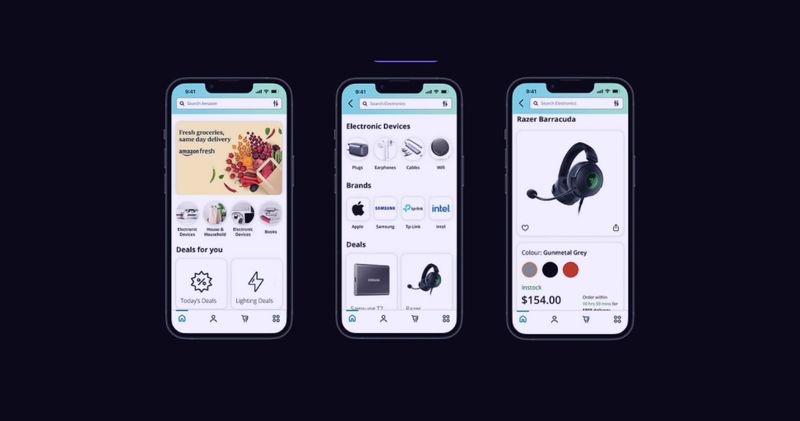 9:41
Search Amazon
Fresh groceries,
same day delivery
amazon fresh
Electronic
Devices
House &
Household
Electronic
Devices
Books
Deals for you
Today's Deals
Lighting Deals
9:41
Search Electronics
Electronic Devices
Plugs
Earphones
Cables
Wifi
Brands
SAMSUNG
tp-link
intel
Apple
Samsung
Tp-Link
Intel
Deals
SAMSUNG
Samsung T7
Razer
9:41
Search Electronics
Razer Barracuda
Colour: Gunmetal Grey
Instock
$154.00
Order within
10 hrs 59 mins for
FREE delivery